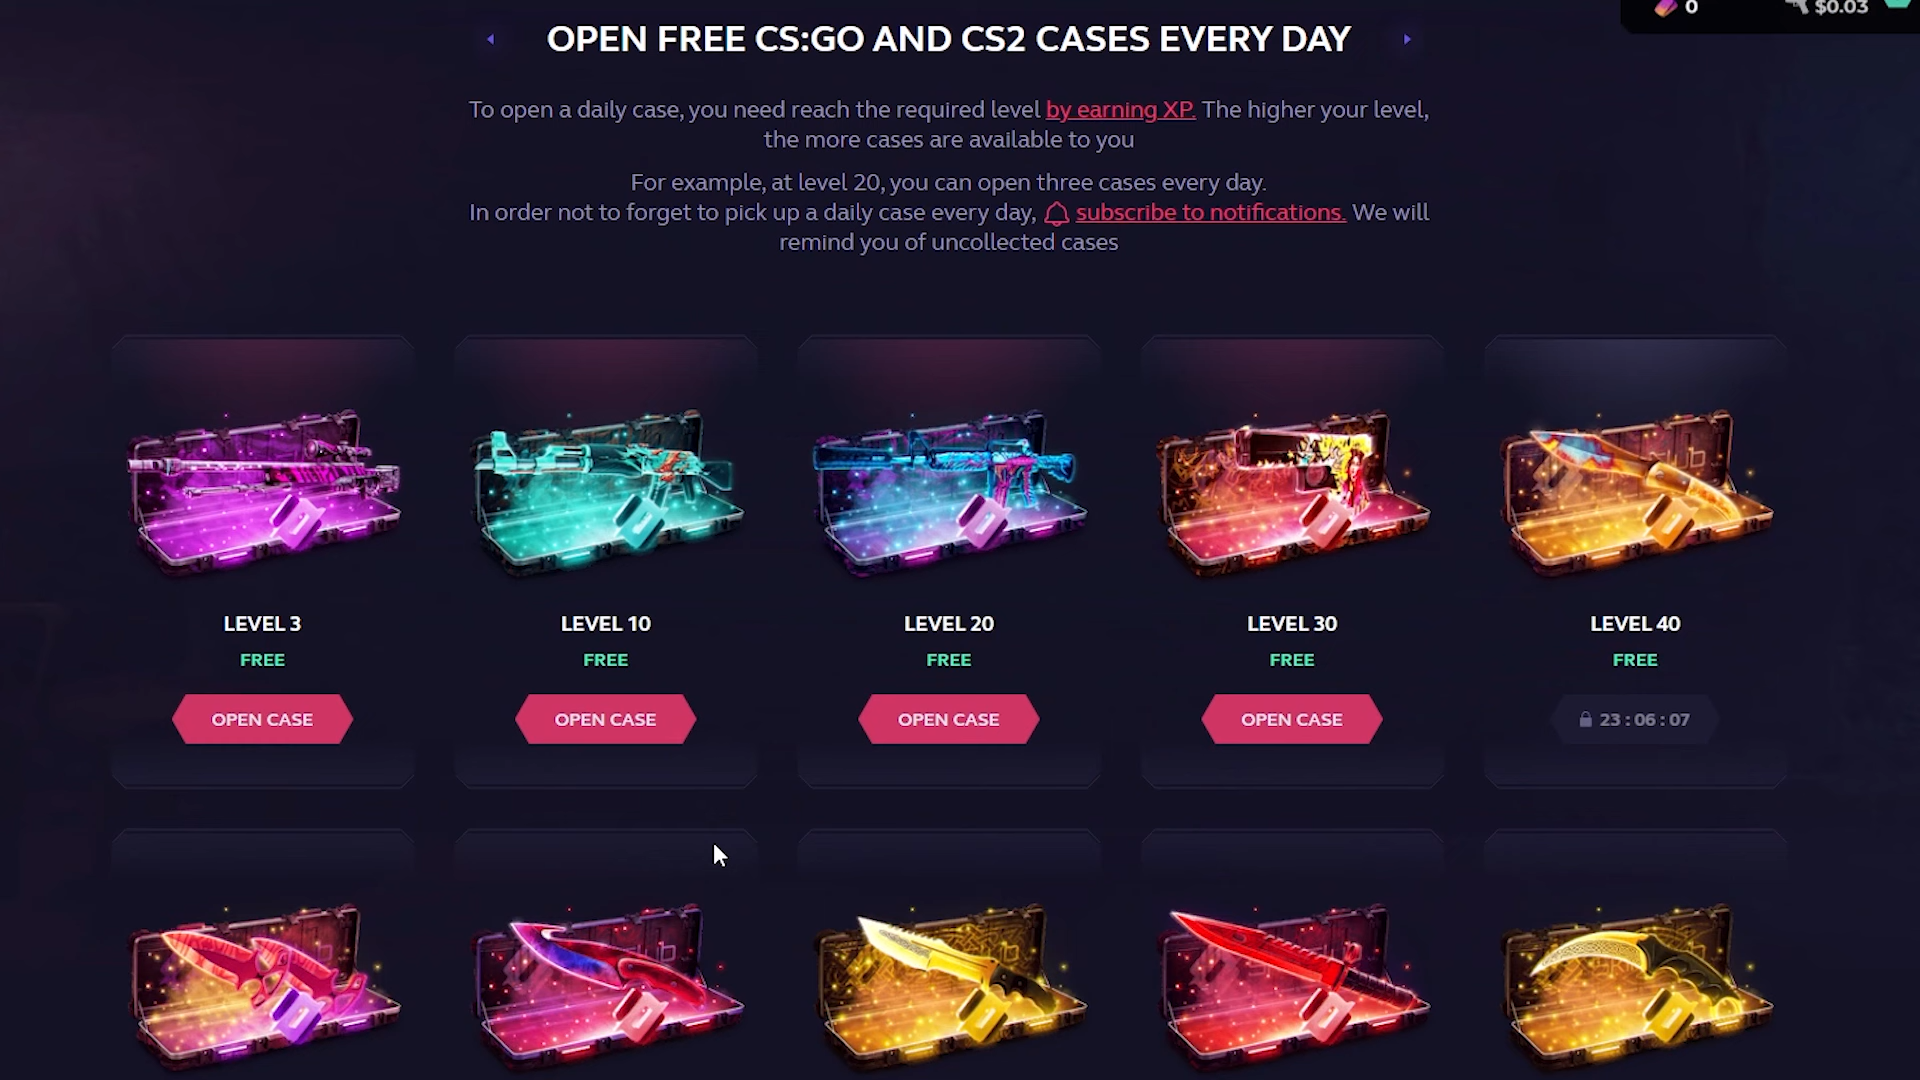 0 $0.03
OPEN FREE CS:GO AND CS2 CASES EVERY DAY
To open a daily case, you need reach the required level by earning XP. The higher your level,
the more cases are available to you
For example, at level 20, you can open three cases every day.
In order not to forget to pick up a daily case every day, subscribe to notifications. We will
remind you of uncollected cases
LEVEL 3
FREE
OPEN CASE
LEVEL 10
FREE
OPEN CASE
LEVEL 20
FREE
OPEN CASE
LEVEL 30
FREE
OPEN CASE
LEVEL 40
FREE
23 : 06 : 07